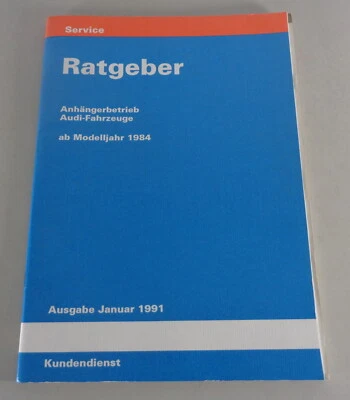 Service
Ratgeber
Anhängerbetrieb
Audi-Fahrzeuge
ab Modelljahr 1984
Ausgabe Januar 1991
Kundendienst